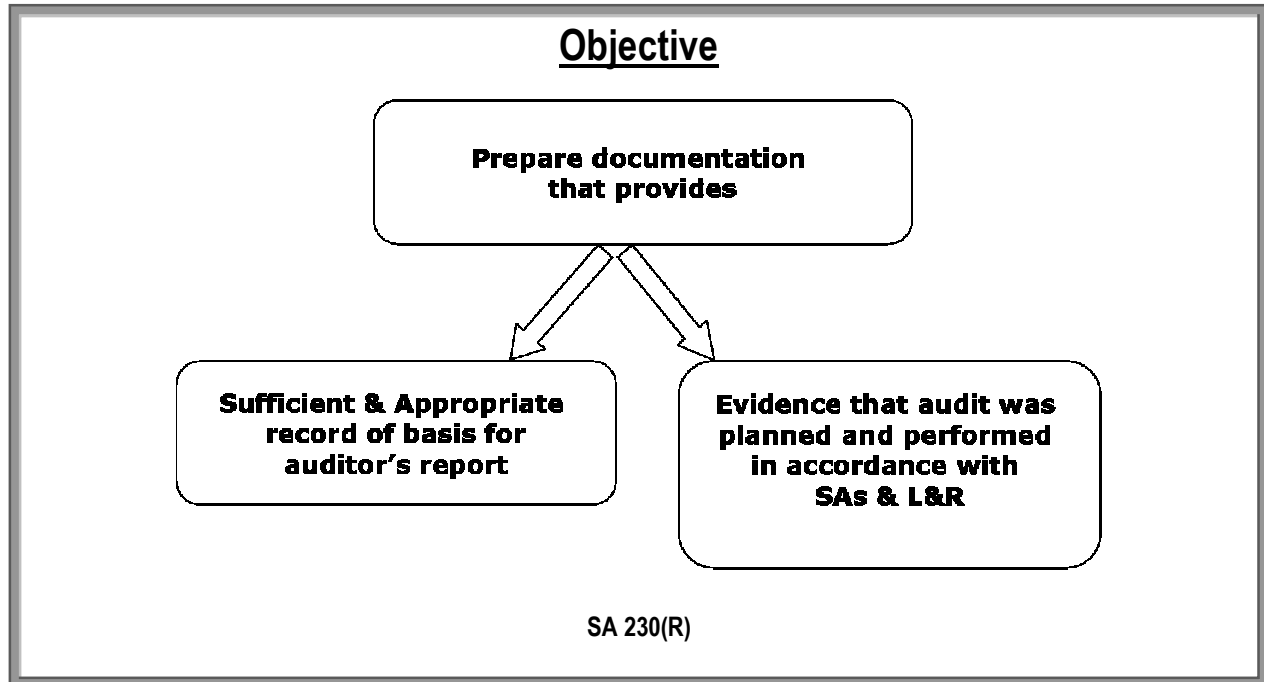 Objective
Prepare documentation
that provides
Sufficient & Appropriate
record of basis for
auditor's report
Evidence that audit was
planned and performed
in accordance with
SAs & L&R
SA 230(R)